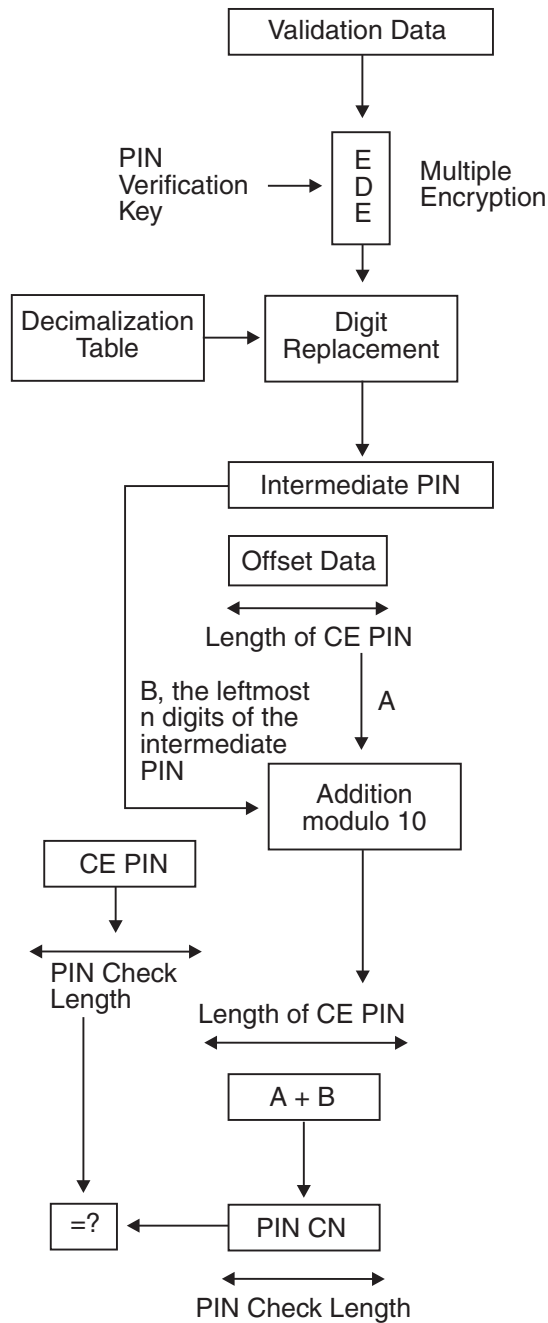 Validation Data
PIN
Verification
Key
E
D
E
Multiple
Encryption
Decimalization
Table
Digit
Replacement
Intermediate PIN
Offset Data
Length of CE PIN
B, the leftmost
n digits of the
intermediate
PIN
A
Addition
modulo 10
CE PIN
PIN Check
Length
Length of CE PIN
A + B
=?
PIN CN
PIN Check Length